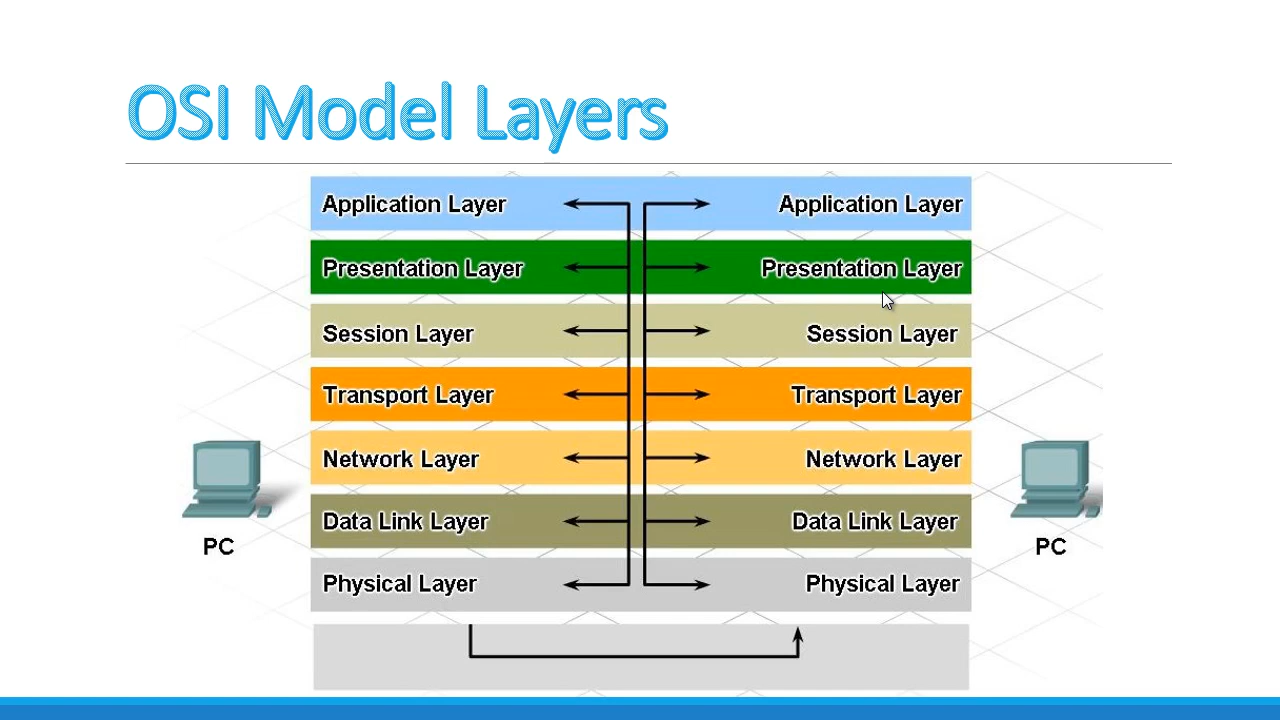 OSI Model Layers
Application Layer Application Layer
Presentation Layer Presentation Layer
Session Layer Session Layer
Transport Layer Transport Layer
Network Layer Network Layer
Data Link Layer Data Link Layer
PC PC
Physical Layer Physical Layer